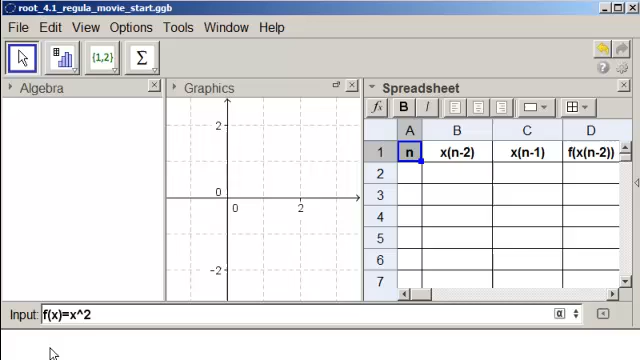 root_4.1_regula_movie_start.ggb
File Edit View Options Tools Window Help
{1,2} Σ
Algebra
Graphics
Spreadsheet
fx B I
A B C D
1 n x(n-2) x(n-1) f(x(n-2))
2
3
4
5
6
7
2
0
0 2
-2
Input: f(x)=x^2 α